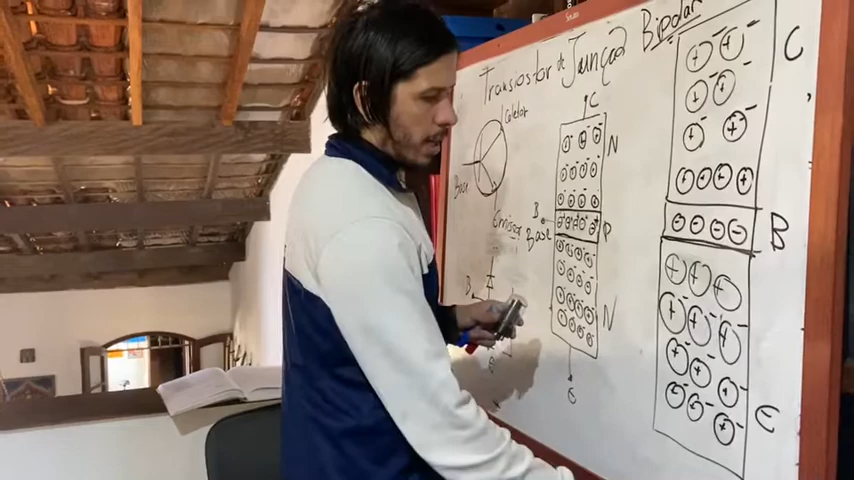 Transistor de Junção bipolar
Coletor
C
C
N
Base
B
Base
P
B
Emissor
B
N
E
E